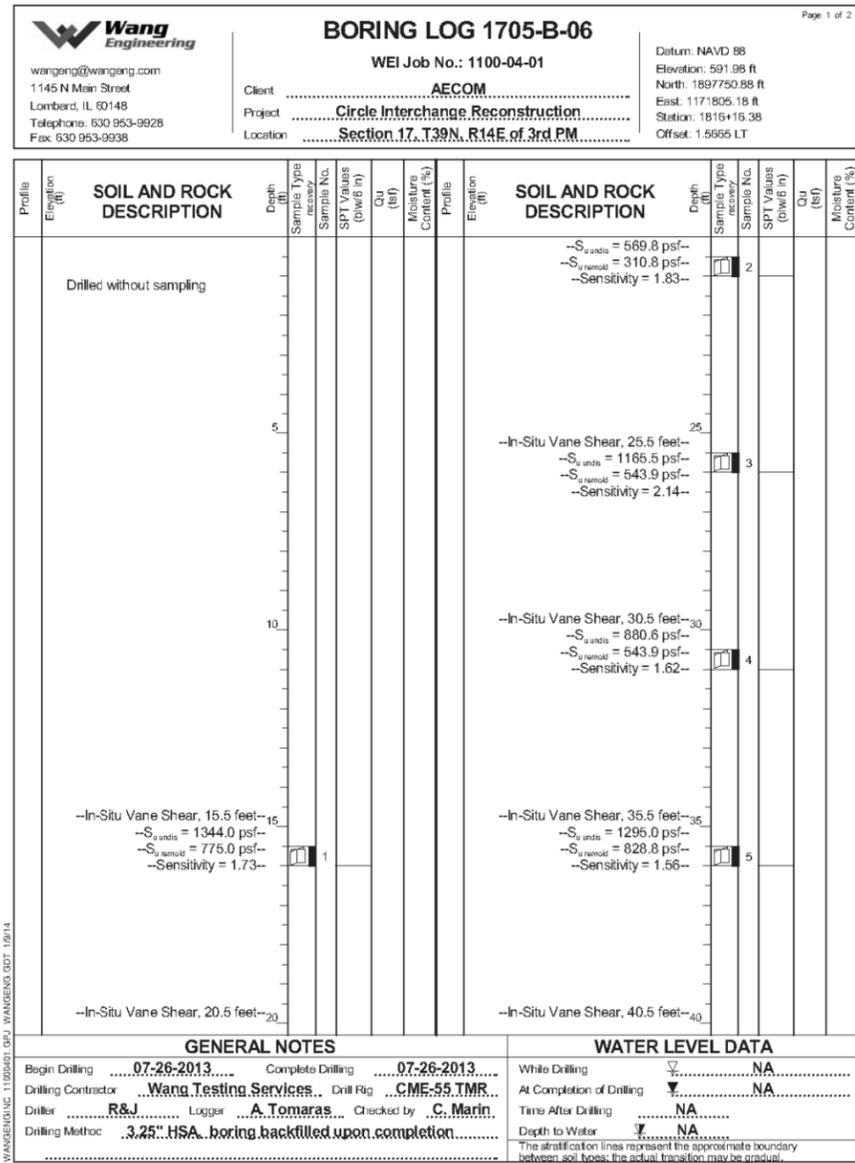 Page 1 of 2
Wang
Engineering
wangeng@wangeng.com
1145 N Main Street
Lombard, IL 60148
Telephone: 630 953-9928
Fax: 630 953-9938
BORING LOG 1705-B-06
WEI Job No.: 1100-04-01
Client AECOM
Project Circle Interchange Reconstruction
Location Section 17, T39N, R14E of 3rd PM
Datum: NAVD 88
Elevation: 591.98 ft
North: 1897750.88 ft
East: 1171805.18 ft
Station: 1816+16.38
Offset: 1.5665 LT
Profile
Elevation (ft)
SOIL AND ROCK DESCRIPTION
Depth (ft)
Sample Type
recovery
Sample No.
SPT Values (blw/6 in)
Qu (tsf)
Moisture Content (%)
Profile
Elevation (ft)
SOIL AND ROCK DESCRIPTION
Depth (ft)
Sample Type
recovery
Sample No.
SPT Values (blw/6 in)
Qu (tsf)
Moisture Content (%)
Drilled without sampling
5
10
--In-Situ Vane Shear, 15.5 feet-- 15
--Su undis = 1344.0 psf--
--Su remold = 775.0 psf--
--Sensitivity = 1.73--
1
--In-Situ Vane Shear, 20.5 feet-- 20
--Su undis = 569.8 psf--
--Su remold = 310.8 psf--
--Sensitivity = 1.83--
2
25
--In-Situ Vane Shear, 25.5 feet--
--Su undis = 1165.5 psf--
--Su remold = 543.9 psf--
--Sensitivity = 2.14--
3
--In-Situ Vane Shear, 30.5 feet-- 30
--Su undis = 880.6 psf--
--Su remold = 543.9 psf--
--Sensitivity = 1.62--
4
--In-Situ Vane Shear, 35.5 feet-- 35
--Su undis = 1295.0 psf--
--Su remold = 828.8 psf--
--Sensitivity = 1.56--
5
--In-Situ Vane Shear, 40.5 feet-- 40
WANGENGINC 11000401.GPJ WANGENG.GDT 1/9/14
GENERAL NOTES
Begin Drilling 07-26-2013 Complete Drilling 07-26-2013
Drilling Contractor Wang Testing Services Drill Rig CME-55 TMR
Driller R&J Logger A. Tomaras Checked by C. Marin
Drilling Method 3.25" HSA, boring backfilled upon completion
WATER LEVEL DATA
While Drilling NA
At Completion of Drilling NA
Time After Drilling NA
Depth to Water NA
The stratification lines represent the approximate boundary
between soil types; the actual transition may be gradual.